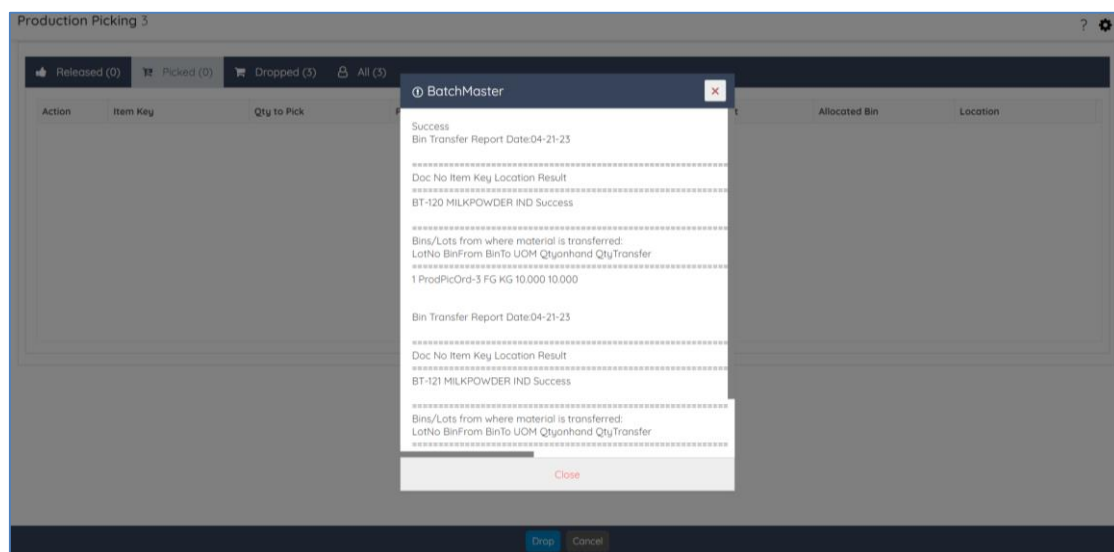 Production Picking 3
?
Released (0) Picked (0) Dropped (3) All (3)
BatchMaster
Action Item Key Qty to Pick Allocated Bin Location
Success
Bin Transfer Report Date:04-21-23
============================================================
Doc No Item Key Location Result
============================================================
BT-120 MILKPOWDER IND Success
============================================================
Bins/Lots from where material is transferred:
LotNo BinFrom BinTo UOM Qtyonhand QtyTransfer
============================================================
1 ProdPicOrd-3 FG KG 10.000 10.000
Bin Transfer Report Date:04-21-23
============================================================
Doc No Item Key Location Result
============================================================
BT-121 MILKPOWDER IND Success
============================================================
Bins/Lots from where material is transferred:
LotNo BinFrom BinTo UOM Qtyonhand QtyTransfer
============================================================
Close
Drop Cancel